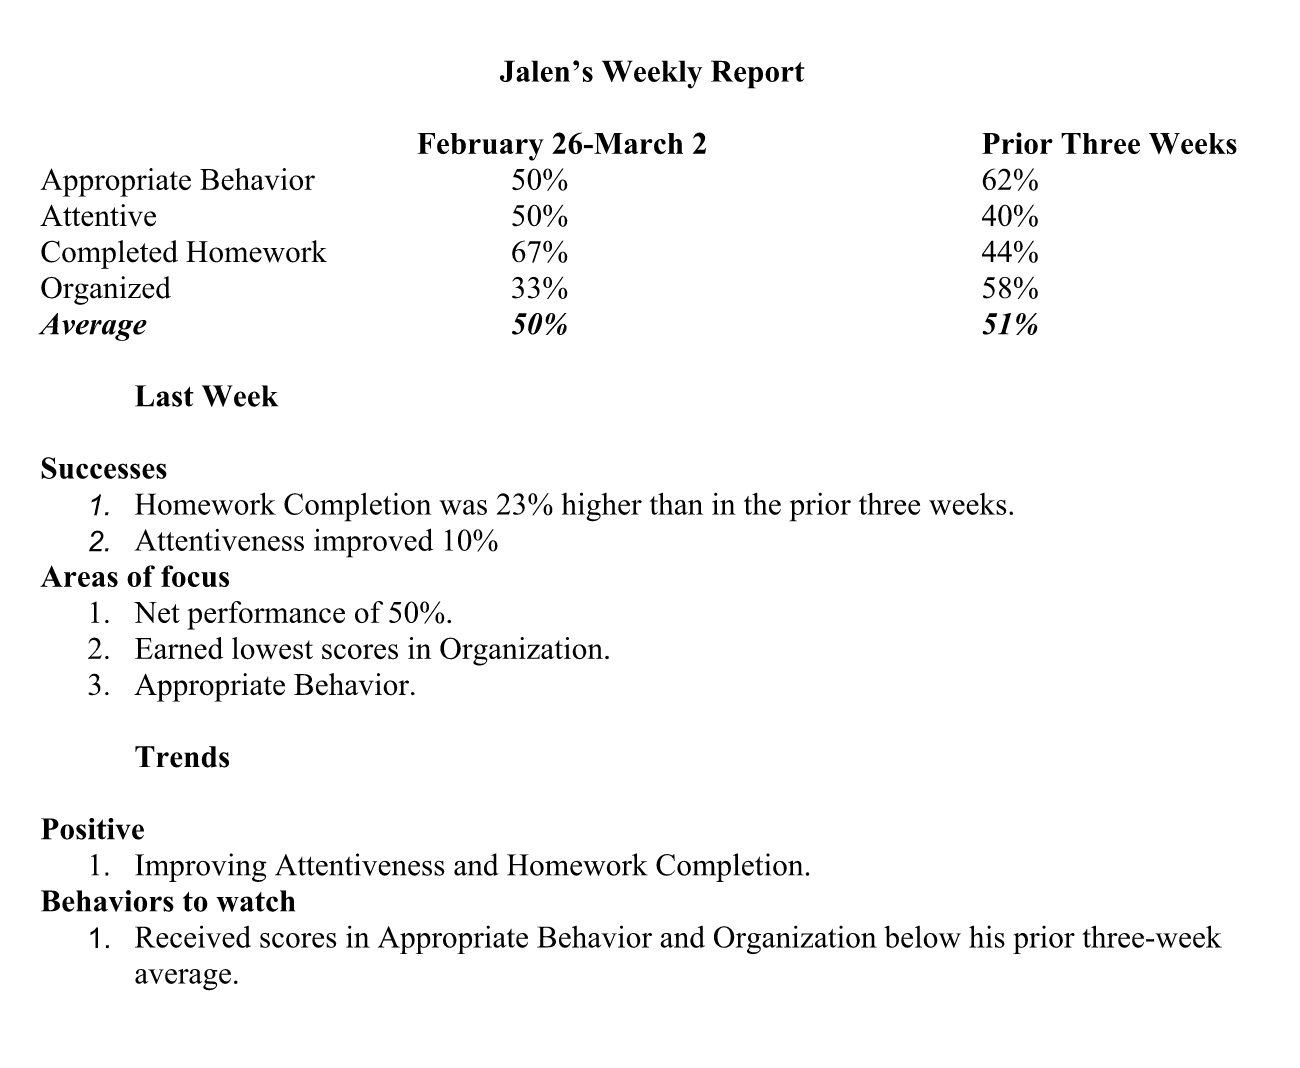 Jalen’s Weekly Report
February 26-March 2 Prior Three Weeks
Appropriate Behavior 50% 62%
Attentive 50% 40%
Completed Homework 67% 44%
Organized 33% 58%
Average 50% 51%
Last Week
Successes
1. Homework Completion was 23% higher than in the prior three weeks.
2. Attentiveness improved 10%
Areas of focus
1. Net performance of 50%.
2. Earned lowest scores in Organization.
3. Appropriate Behavior.
Trends
Positive
1. Improving Attentiveness and Homework Completion.
Behaviors to watch
1. Received scores in Appropriate Behavior and Organization below his prior three-week
average.